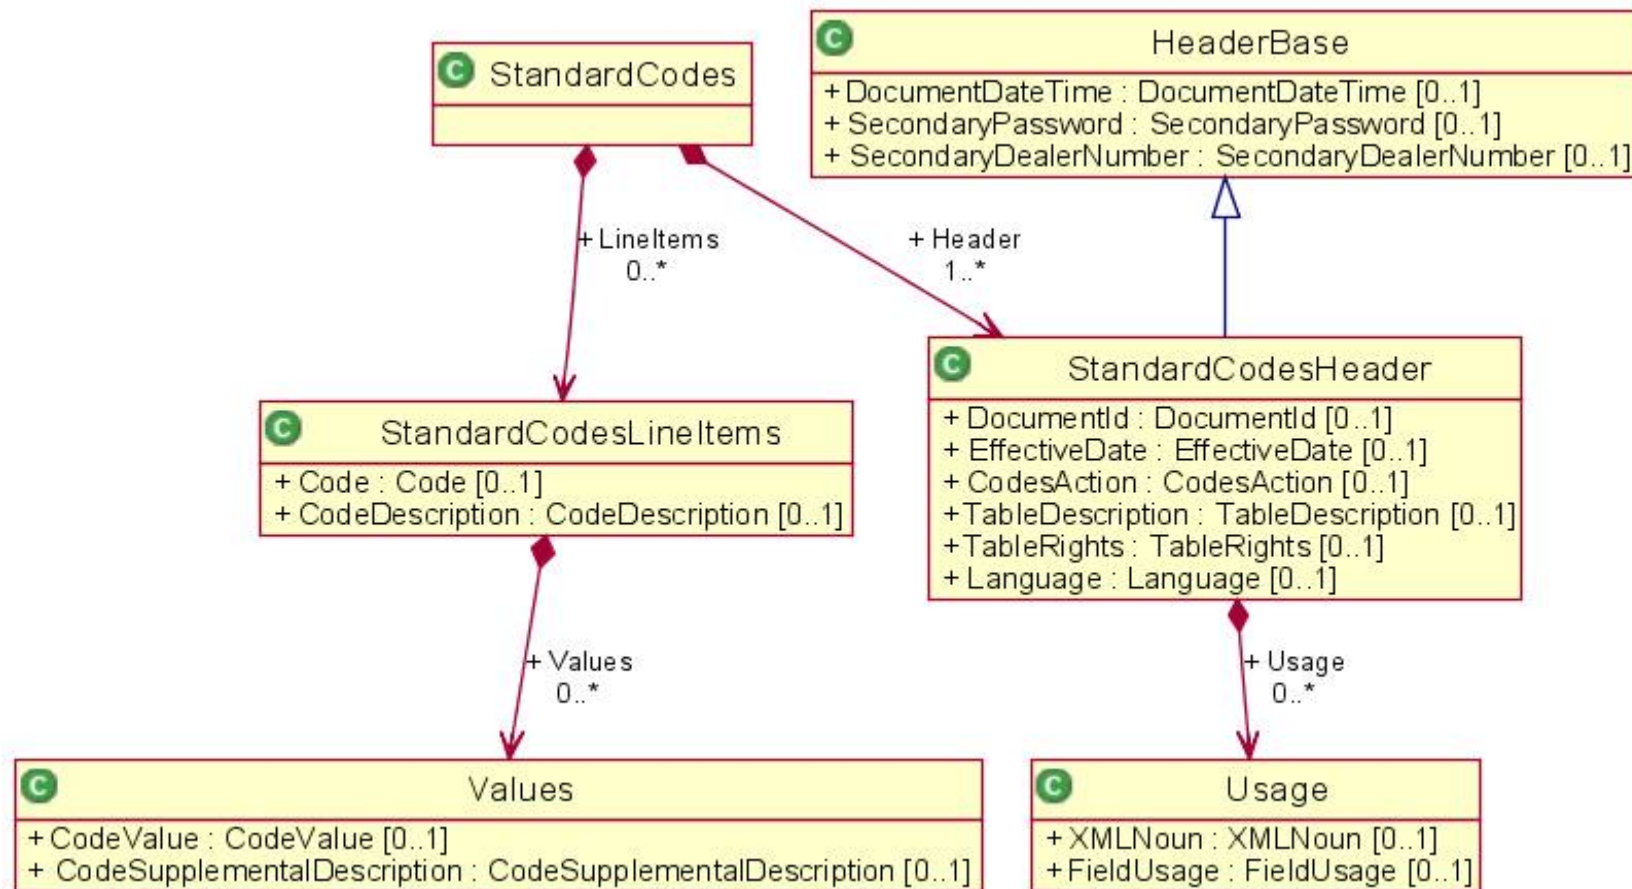 C StandardCodes
C HeaderBase
+ DocumentDateTime : DocumentDateTime [0..1]
+ SecondaryPassword : SecondaryPassword [0..1]
+ SecondaryDealerNumber : SecondaryDealerNumber [0..1]
+ LineItems
0..*
+ Header
1..*
C StandardCodesLineItems
+ Code : Code [0..1]
+ CodeDescription : CodeDescription [0..1]
C StandardCodesHeader
+ DocumentId : DocumentId [0..1]
+ EffectiveDate : EffectiveDate [0..1]
+ CodesAction : CodesAction [0..1]
+ TableDescription : TableDescription [0..1]
+ TableRights : TableRights [0..1]
+ Language : Language [0..1]
+ Values
0..*
+ Usage
0..*
C Values
+ CodeValue : CodeValue [0..1]
+ CodeSupplementalDescription : CodeSupplementalDescription [0..1]
C Usage
+ XMLNoun : XMLNoun [0..1]
+ FieldUsage : FieldUsage [0..1]